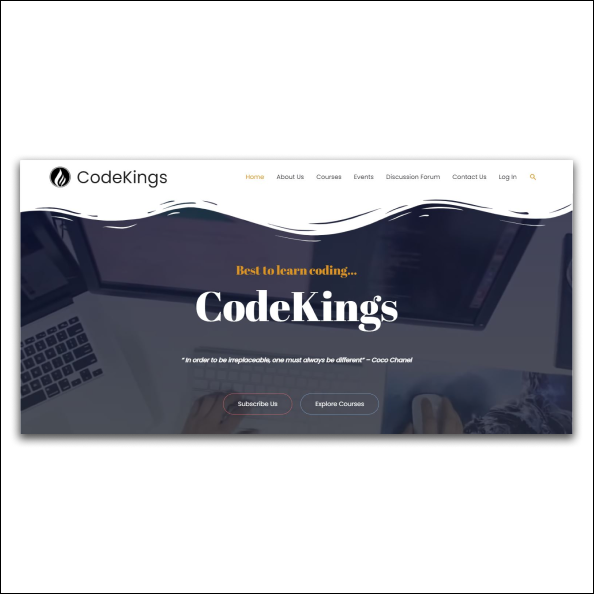 CodeKings
Home About Us Courses Events Discussion Forum Contact Us Log In
Best to learn coding...
CodeKings
“ In order to be irreplaceable, one must always be different” – Coco Chanel
Subscribe Us Explore Courses